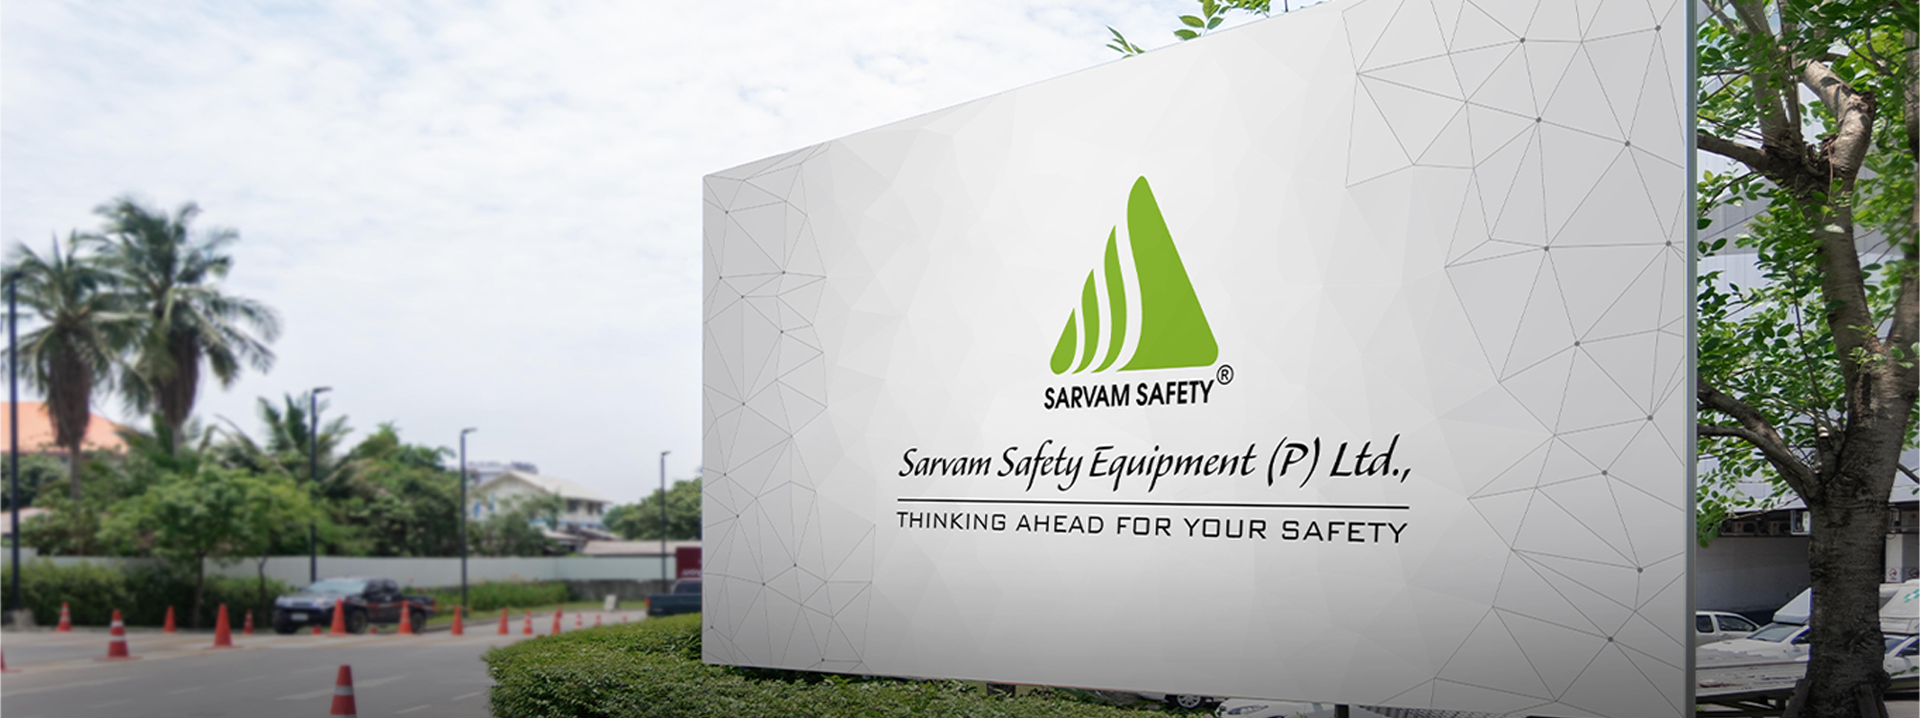 SARVAM SAFETY®
Sarvam Safety Equipment (P) Ltd.,
THINKING AHEAD FOR YOUR SAFETY